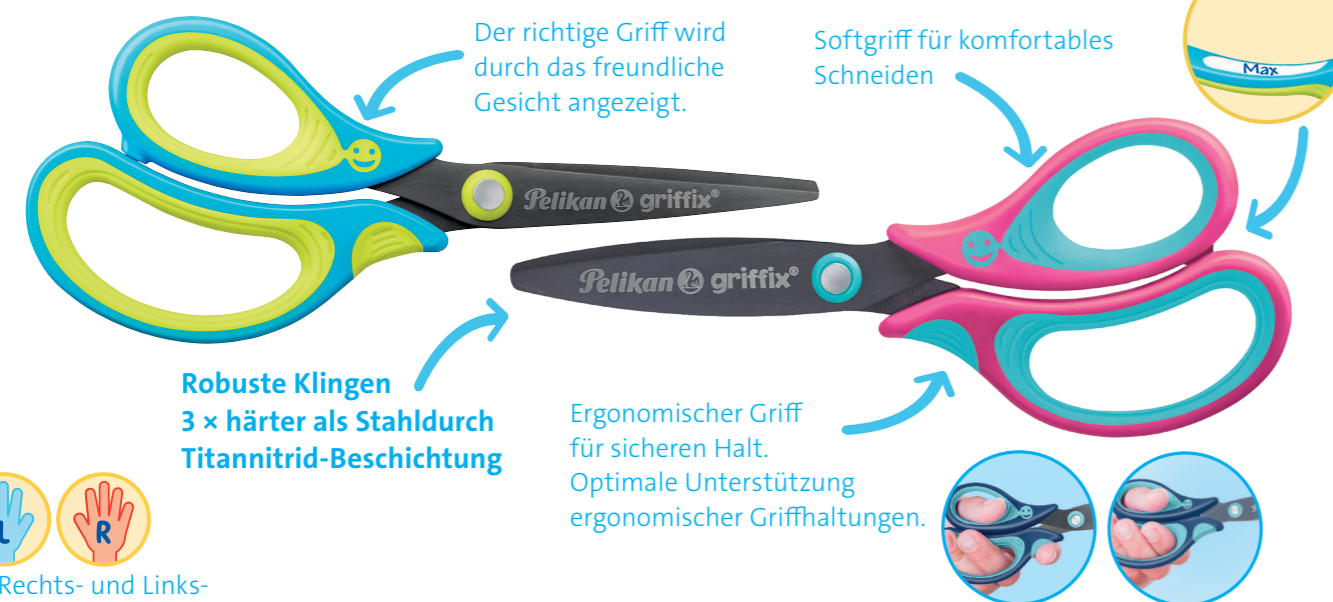 Der richtige Griff wird
durch das freundliche
Gesicht angezeigt.
Softgriff für komfortables
Schneiden
Max
Pelikan griffix®
Pelikan griffix®
Robuste Klingen
3 × härter als Stahldurch
Titannitrid-Beschichtung
Ergonomischer Griff
für sicheren Halt.
Optimale Unterstützung
ergonomischer Griffhaltungen.
L
R
Rechts- und Links-